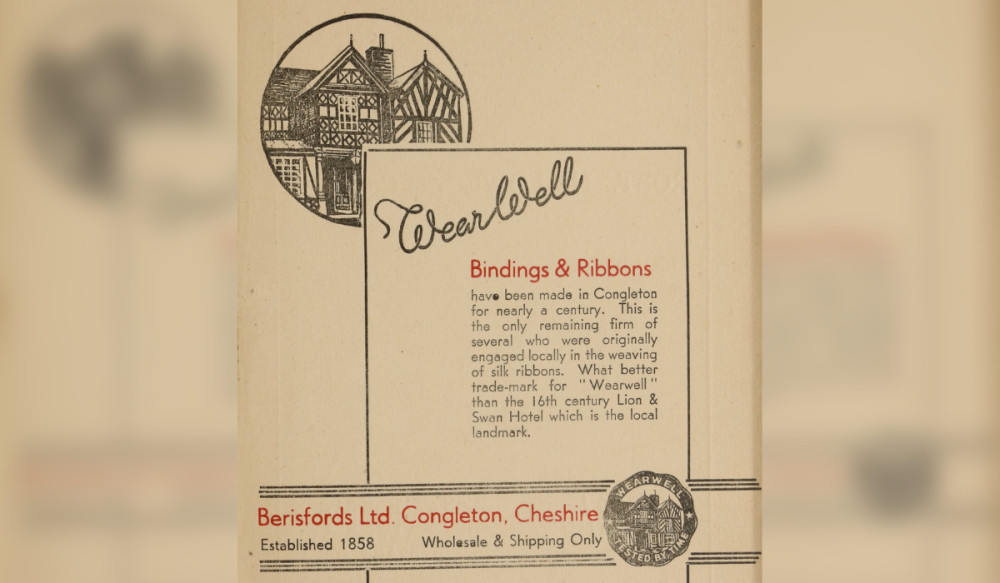 WearWell
Bindings & Ribbons
have been made in Congleton
for nearly a century. This is
the only remaining firm of
several who were originally
engaged locally in the weaving
of silk ribbons. What better
trade-mark for "Wearwell"
than the 16th century Lion &
Swan Hotel which is the local
landmark.
WEARWELL
TESTED BY TIME
Berisfords Ltd. Congleton, Cheshire
Established 1858 Wholesale & Shipping Only